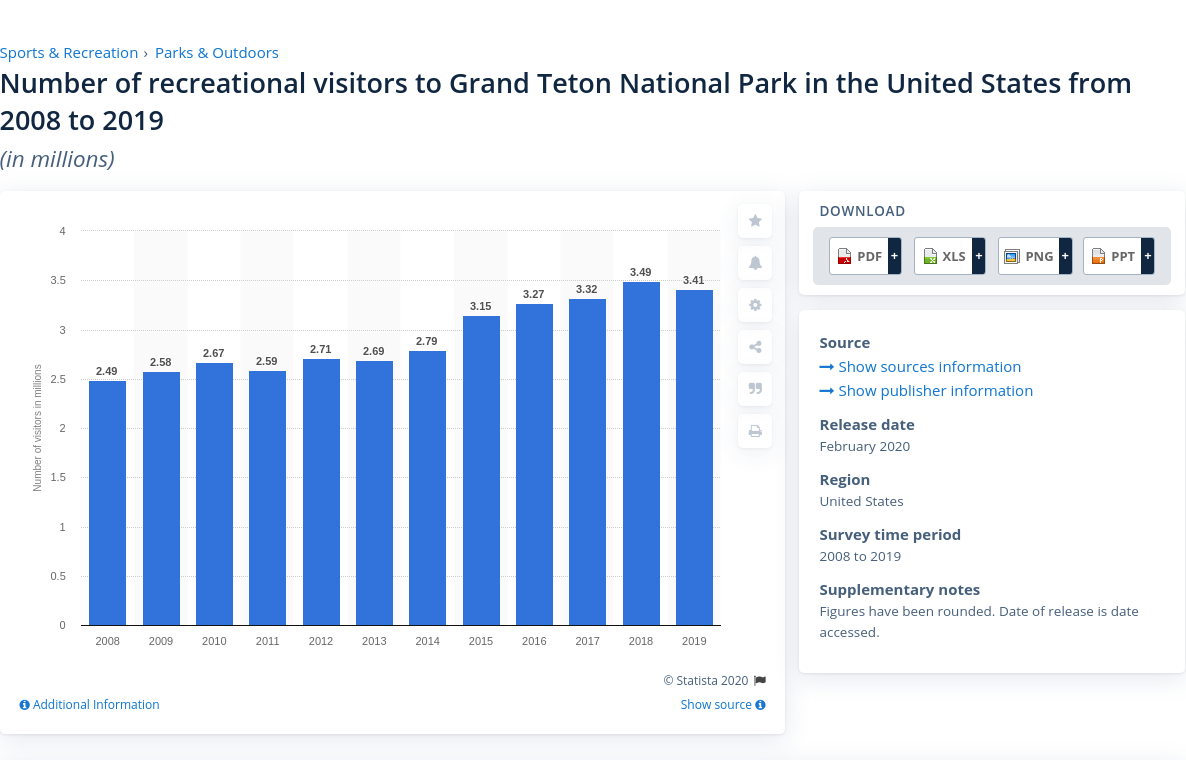 Sports & Recreation › Parks & Outdoors
Number of recreational visitors to Grand Teton National Park in the United States from
2008 to 2019
(in millions)
4
3.5
3
2.5
2
1.5
1
0.5
0
Number of visitors in millions
2.49
2.58
2.67
2.59
2.71
2.69
2.79
3.15
3.27
3.32
3.49
3.41
2008 2009 2010 2011 2012 2013 2014 2015 2016 2017 2018 2019
© Statista 2020
Additional Information
Show source
DOWNLOAD
PDF + XLS + PNG + PPT +
Source
Show sources information
Show publisher information
Release date
February 2020
Region
United States
Survey time period
2008 to 2019
Supplementary notes
Figures have been rounded. Date of release is date
accessed.